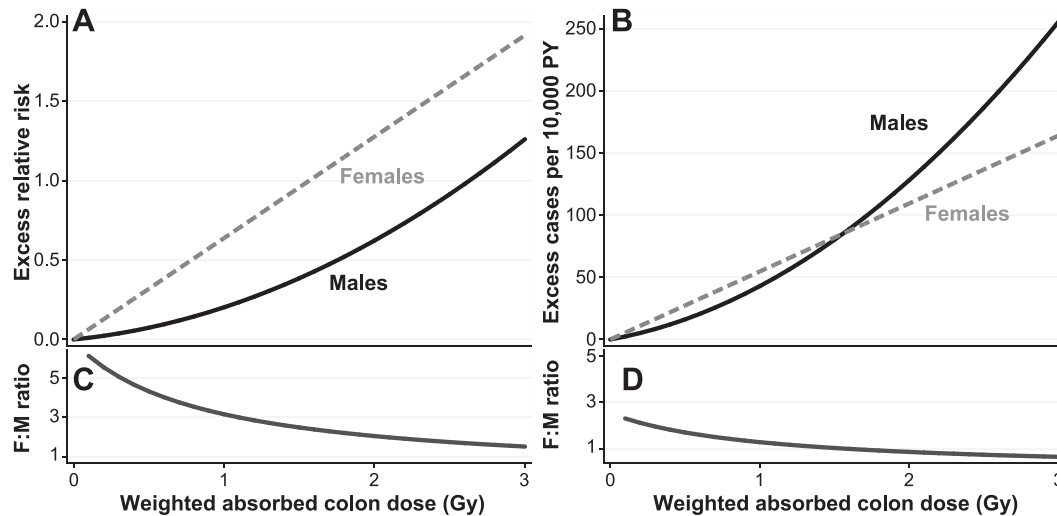 A
Excess relative risk
2.0
1.5
1.0
0.5
0.0
Females
Males
B
Excess cases per 10,000 PY
250
200
150
100
50
0
Males
Females
C
F:M ratio
5
3
1
0
1
2
3
Weighted absorbed colon dose (Gy)
D
F:M ratio
5
3
1
0
1
2
3
Weighted absorbed colon dose (Gy)